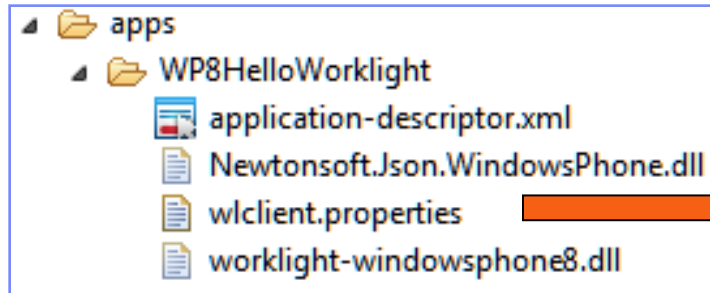 apps
WP8HelloWorklight
application-descriptor.xml
Newtonsoft.Json.WindowsPhone.dll
wlclient.properties
worklight-windowsphone8.dll